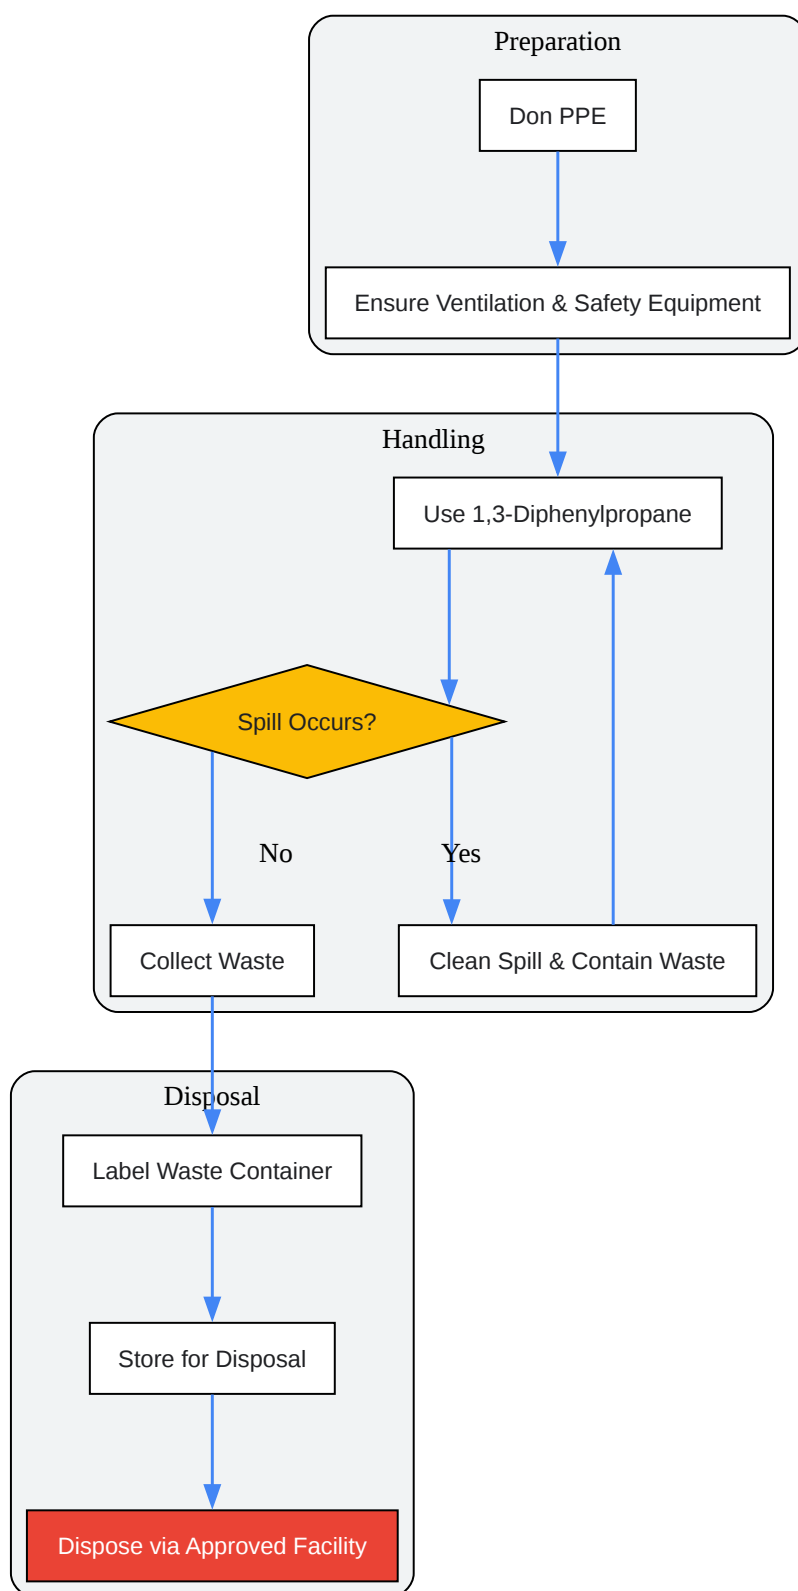 Preparation
Don PPE
Ensure Ventilation & Safety Equipment
Handling
Use 1,3-Diphenylpropane
Spill Occurs?
No
Yes
Collect Waste
Clean Spill & Contain Waste
Disposal
Label Waste Container
Store for Disposal
Dispose via Approved Facility